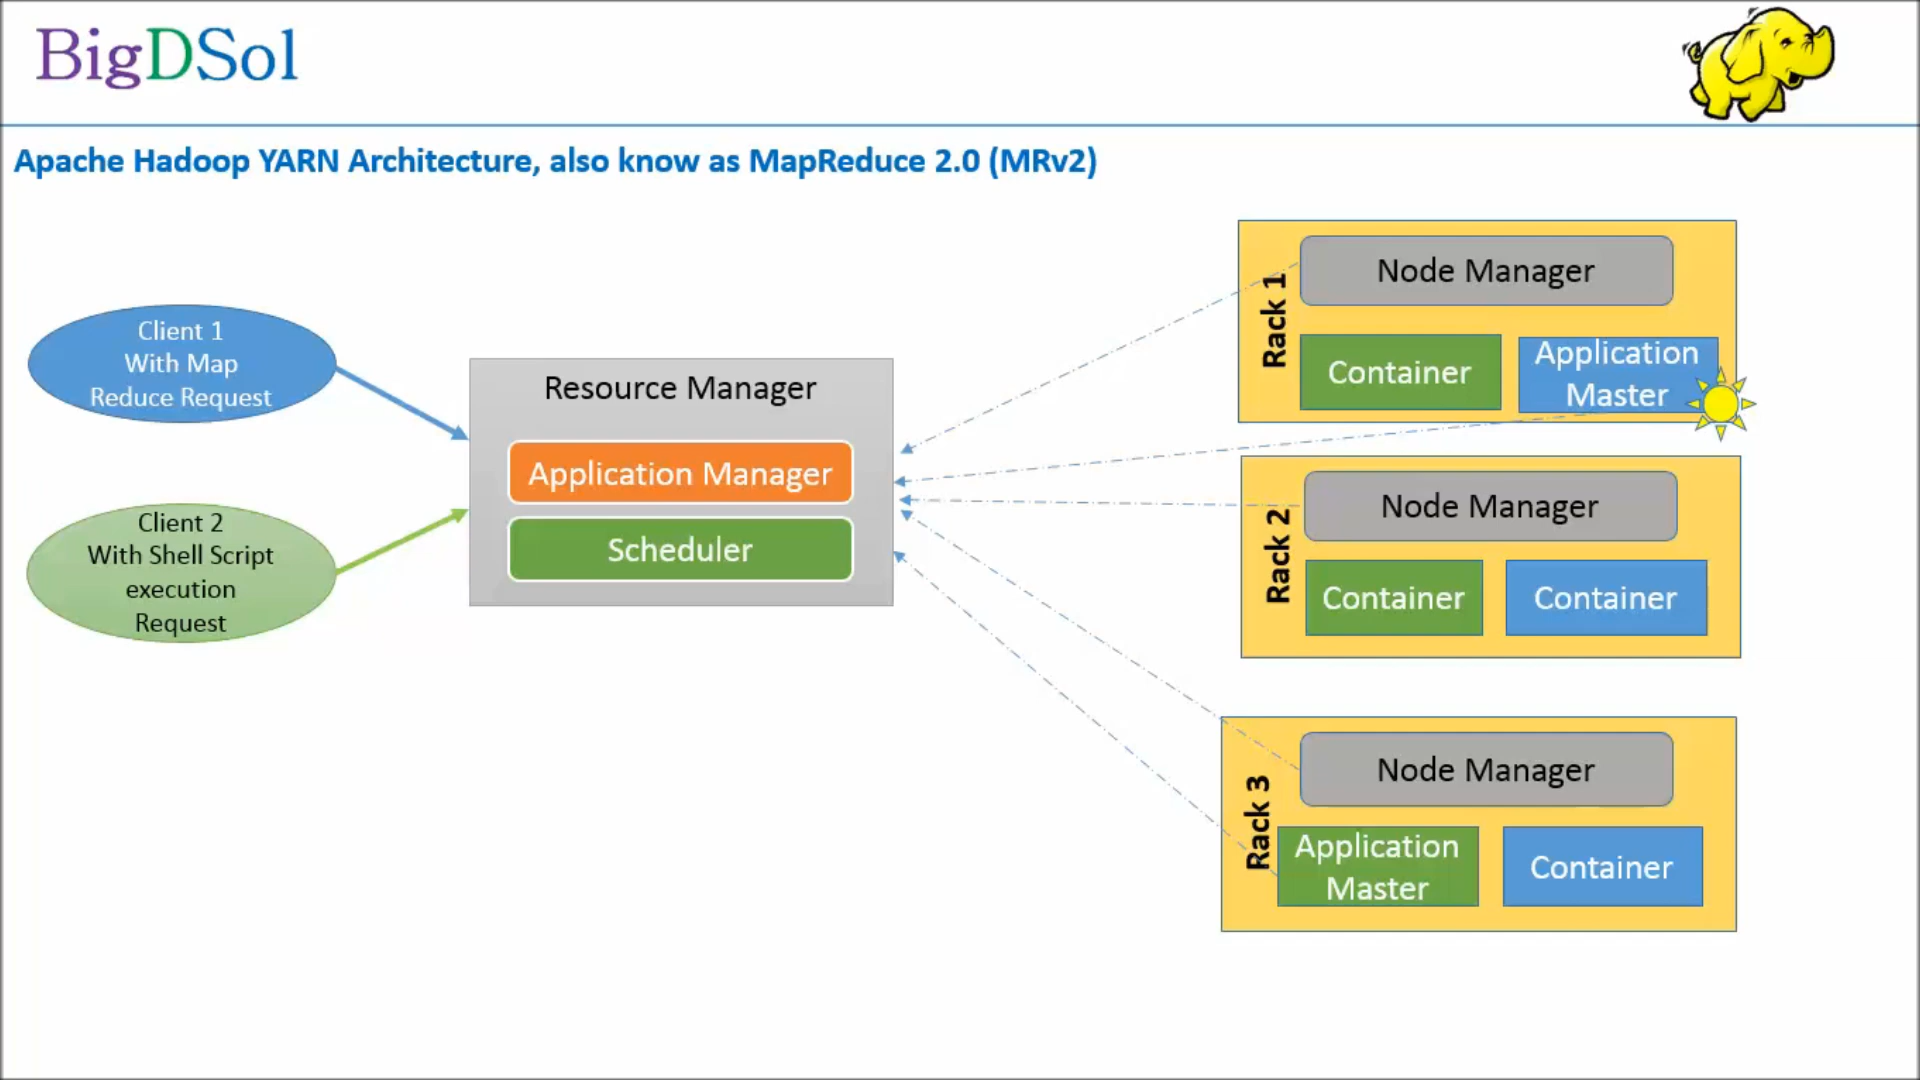 BigDSol
Apache Hadoop YARN Architecture, also know as MapReduce 2.0 (MRv2)
Client 1
With Map
Reduce Request
Client 2
With Shell Script
execution
Request
Resource Manager
Application Manager
Scheduler
Rack 1
Node Manager
Container
Application
Master
Rack 2
Node Manager
Container
Container
Rack 3
Node Manager
Application
Master
Container